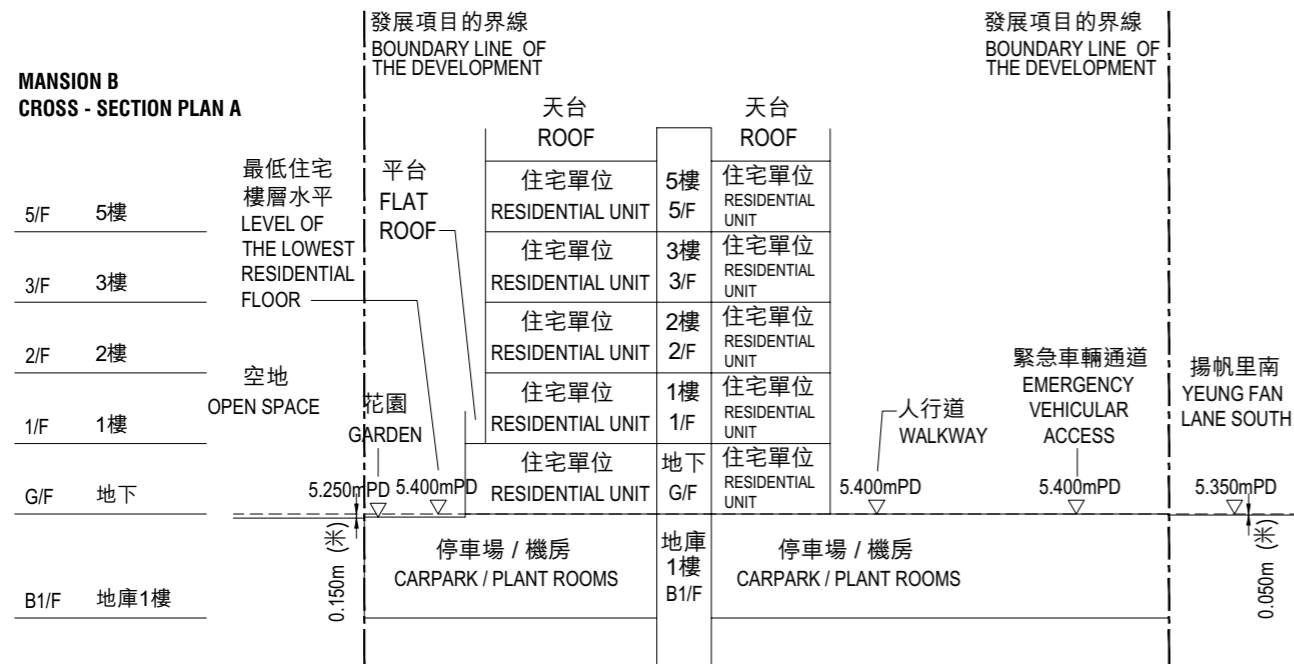 發展項目的界線
BOUNDARY LINE OF
THE DEVELOPMENT
發展項目的界線
BOUNDARY LINE OF
THE DEVELOPMENT
MANSION B
CROSS - SECTION PLAN A
天台
ROOF
天台
ROOF
最低住宅
樓層水平
LEVEL OF
THE LOWEST
RESIDENTIAL
FLOOR
平台
FLAT
ROOF
5/F 5樓
住宅單位
RESIDENTIAL UNIT
5樓
5/F
住宅單位
RESIDENTIAL
UNIT
3/F 3樓
住宅單位
RESIDENTIAL UNIT
3樓
3/F
住宅單位
RESIDENTIAL
UNIT
2/F 2樓
住宅單位
RESIDENTIAL UNIT
2樓
2/F
住宅單位
RESIDENTIAL
UNIT
空地
OPEN SPACE
花園
GARDEN
1/F 1樓
住宅單位
RESIDENTIAL UNIT
1樓
1/F
住宅單位
RESIDENTIAL
UNIT
人行道
WALKWAY
緊急車輛通道
EMERGENCY
VEHICULAR
ACCESS
揚帆里南
YEUNG FAN
LANE SOUTH
G/F 地下
5.250mPD
5.400mPD
住宅單位
RESIDENTIAL UNIT
地下
G/F
住宅單位
RESIDENTIAL
UNIT
5.400mPD
5.400mPD
5.350mPD
0.150m (米)
停車場 / 機房
CARPARK / PLANT ROOMS
地庫
1樓
B1/F
停車場 / 機房
CARPARK / PLANT ROOMS
0.050m (米)
B1/F 地庫1樓